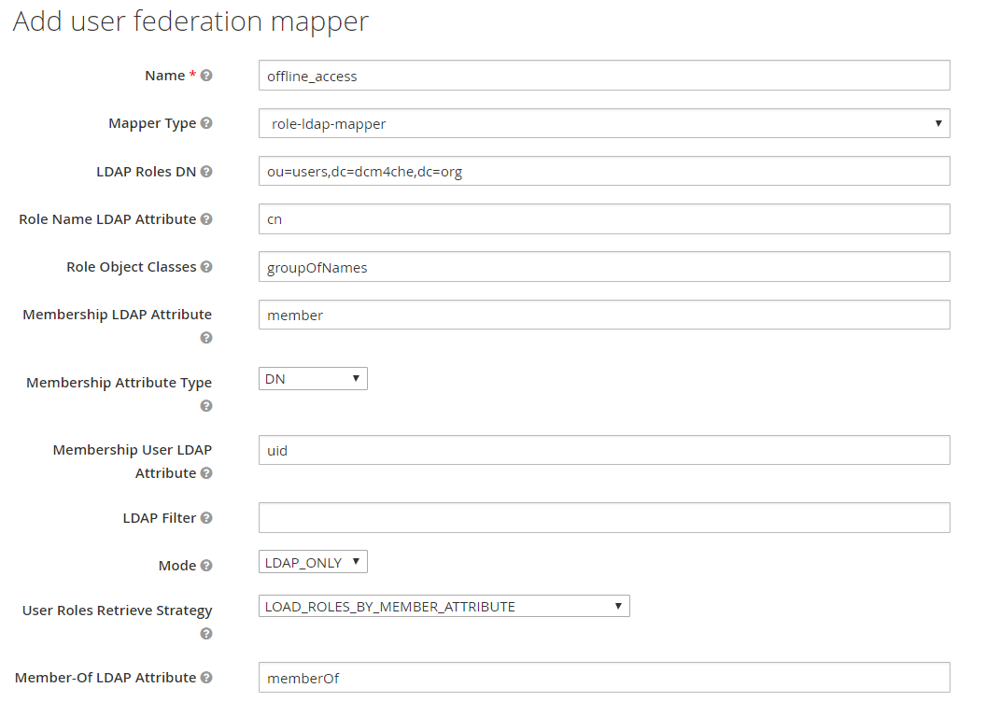 Add user federation mapper
Name * offline_access
Mapper Type role-ldap-mapper
LDAP Roles DN ou=users,dc=dcm4che,dc=org
Role Name LDAP Attribute cn
Role Object Classes groupOfNames
Membership LDAP Attribute member
Membership Attribute Type DN
Membership User LDAP uid
Attribute
LDAP Filter
Mode LDAP_ONLY
User Roles Retrieve Strategy LOAD_ROLES_BY_MEMBER_ATTRIBUTE
Member-Of LDAP Attribute memberOf